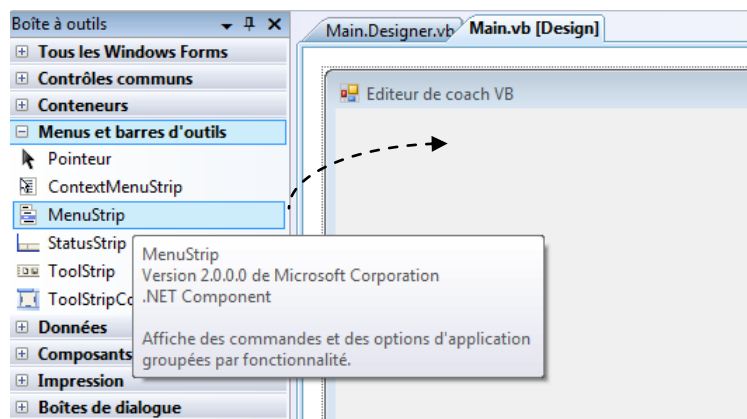 Boîte à outils
Tous les Windows Forms
Contrôles communs
Conteneurs
Menus et barres d'outils
Pointeur
ContextMenuStrip
MenuStrip
StatusStrip
ToolStrip
ToolStripCo
Données
Composants
Impression
Boîtes de dialogue
MenuStrip
Version 2.0.0.0 de Microsoft Corporation
.NET Component
Affiche des commandes et des options d'application
groupées par fonctionnalité.
Main.Designer.vb Main.vb [Design]
Editeur de coach VB